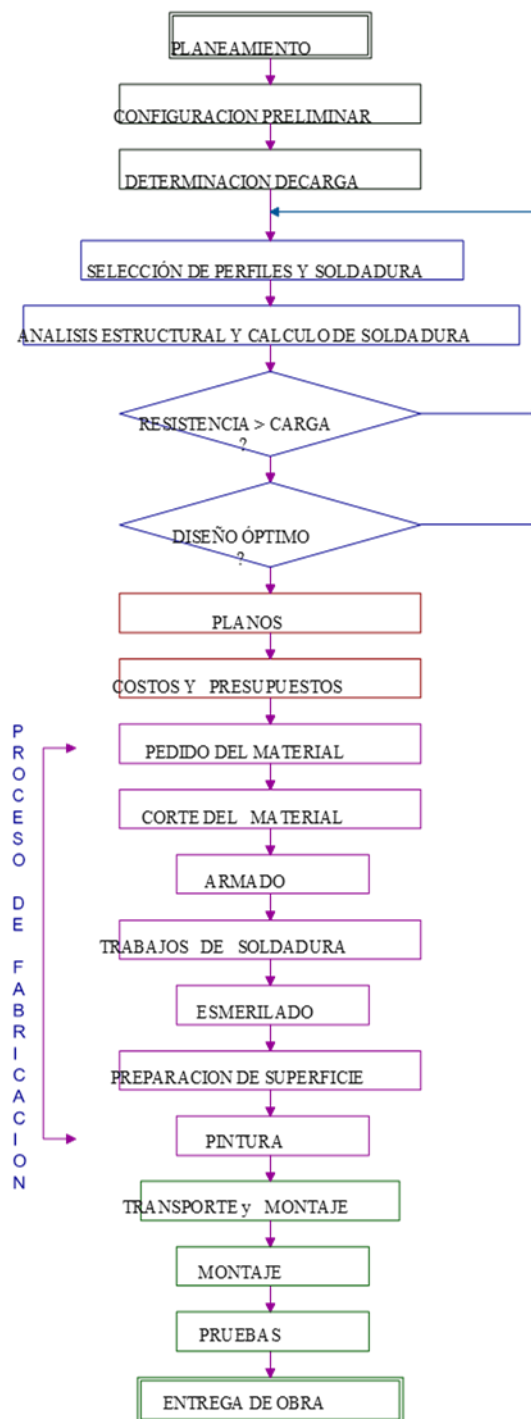 PLANEAMIENTO
CONFIGURACION PRELIMINAR
DETERMINACION DECARGA
SELECCIÓN DE PERFILES Y SOLDADURA
ANALISIS ESTRUCTURAL Y CALCULO DE SOLDADURA
RESISTENCIA > CARGA
?
DISEÑO ÓPTIMO
?
PLANOS
COSTOS Y PRESUPUESTOS
PROCESO DE FABRICACION
PEDIDO DEL MATERIAL
CORTE DEL MATERIAL
ARMADO
TRABAJOS DE SOLDADURA
ESMERILADO
PREPARACION DE SUPERFICIE
PINTURA
TRANSPORTE y MONTAJE
MONTAJE
PRUEBAS
ENTREGA DE OBRA